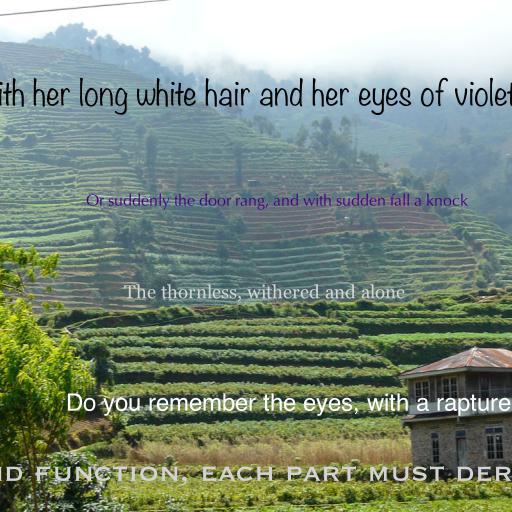 ith her long white hair and her eyes of violet
Or suddenly the door rang, and with sudden fall a knock
The thornless, withered and alone
Do you remember the eyes, with a rapture
ND FUNCTION, EACH PART MUST DER